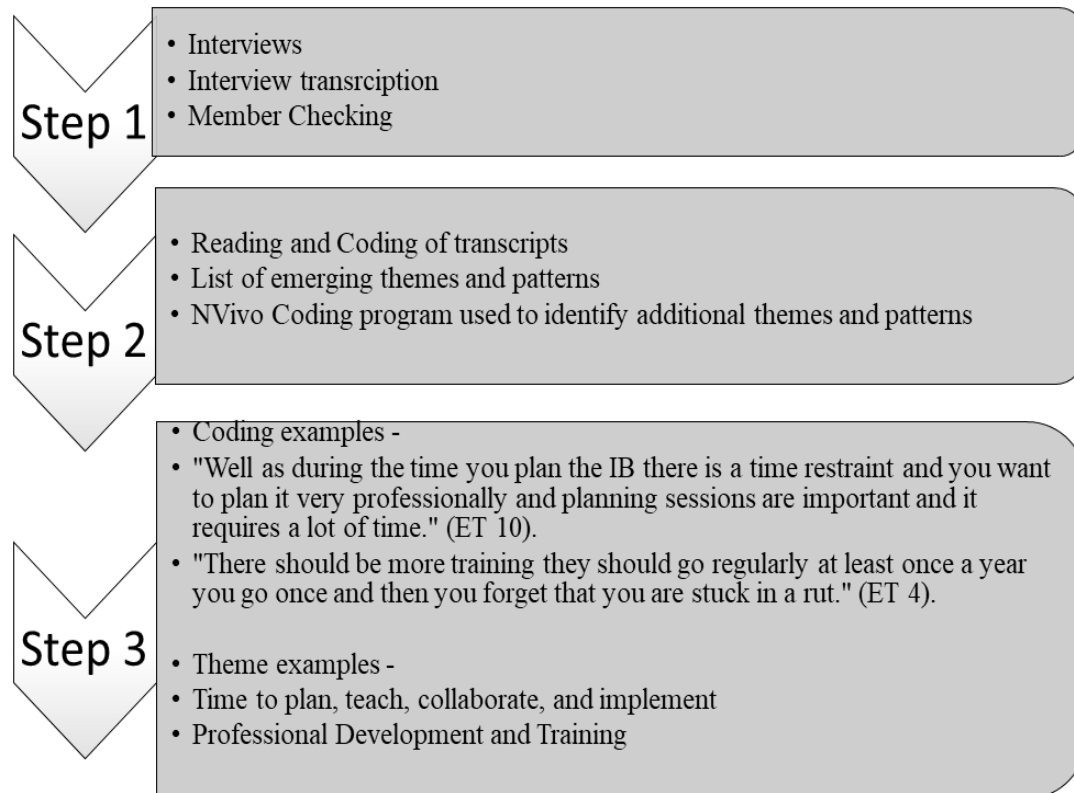 Step 1
• Interviews
• Interview transrciption
• Member Checking
Step 2
• Reading and Coding of transcripts
• List of emerging themes and patterns
• NVivo Coding program used to identify additional themes and patterns
Step 3
• Coding examples -
• "Well as during the time you plan the IB there is a time restraint and you want
to plan it very professionally and planning sessions are important and it
requires a lot of time." (ET 10).
• "There should be more training they should go regularly at least once a year
you go once and then you forget that you are stuck in a rut." (ET 4).
• Theme examples -
• Time to plan, teach, collaborate, and implement
• Professional Development and Training